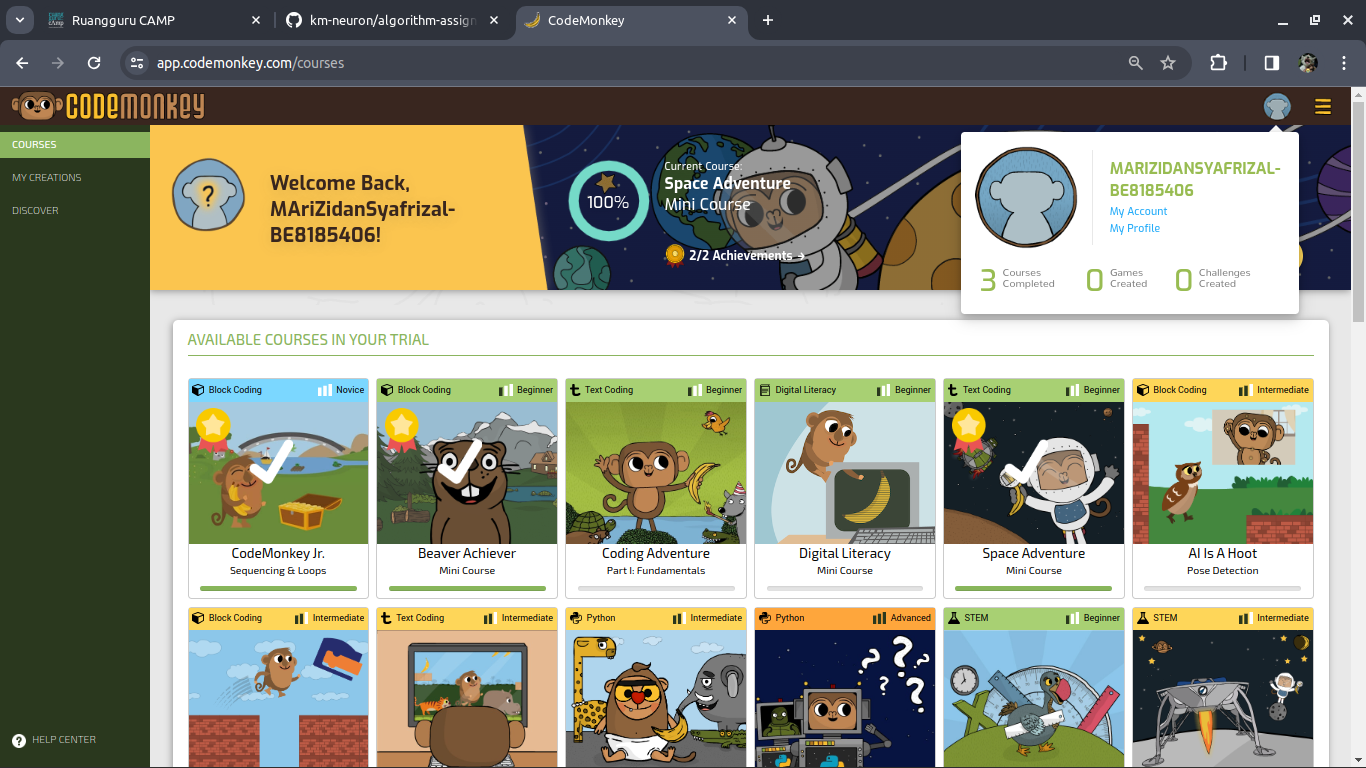 Ruangguru CAMP
km-neuron/algorithm-assign
CodeMonkey
app.codemonkey.com/courses
CODEMONKEY
COURSES
MY CREATIONS
DISCOVER
HELP CENTER
Welcome Back,
MAriZidanSyafrizal-
BE8185406!
100%
Current Course:
Space Adventure
Mini Course
2/2 Achievements →
MARIZIDANSYAFRIZAL-
BE8185406
My Account
My Profile
3 Courses Completed
0 Games Created
0 Challenges Created
AVAILABLE COURSES IN YOUR TRIAL
Block Coding Novice
CodeMonkey Jr.
Sequencing & Loops
Block Coding Beginner
Beaver Achiever
Mini Course
Text Coding Beginner
Coding Adventure
Part I: Fundamentals
Digital Literacy Beginner
Digital Literacy
Mini Course
Text Coding Beginner
Space Adventure
Mini Course
Block Coding Intermediate
AI Is A Hoot
Pose Detection
Block Coding Intermediate
Text Coding Intermediate
Python Intermediate
Python Advanced
STEM Beginner
STEM Intermediate